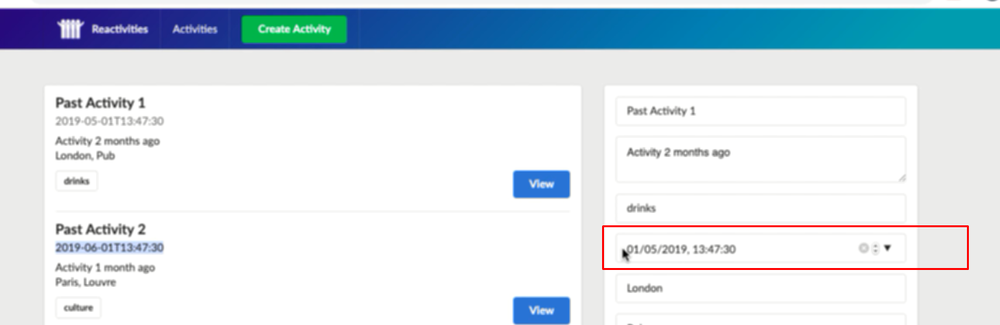 Reactivities Activities Create Activity
Past Activity 1
2019-05-01T13:47:30
Activity 2 months ago
London, Pub
drinks
View
Past Activity 2
2019-06-01T13:47:30
Activity 1 month ago
Paris, Louvre
culture
View
Past Activity 1
Activity 2 months ago
drinks
01/05/2019, 13:47:30
London